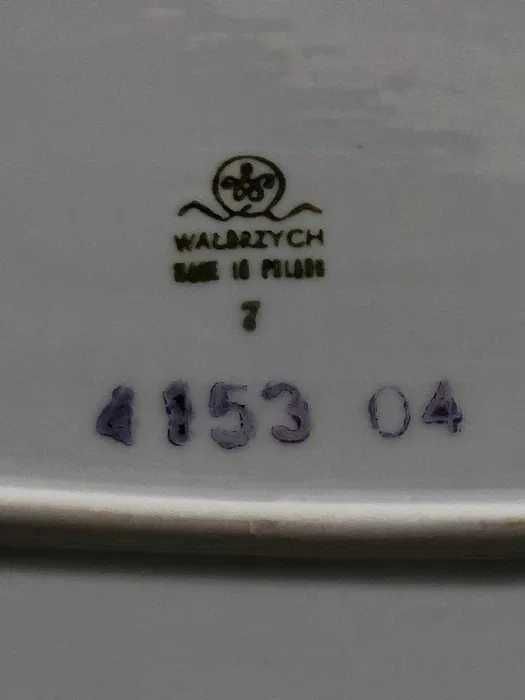 WAŁBRZYCH
MADE IN POLAND
7
4153 04